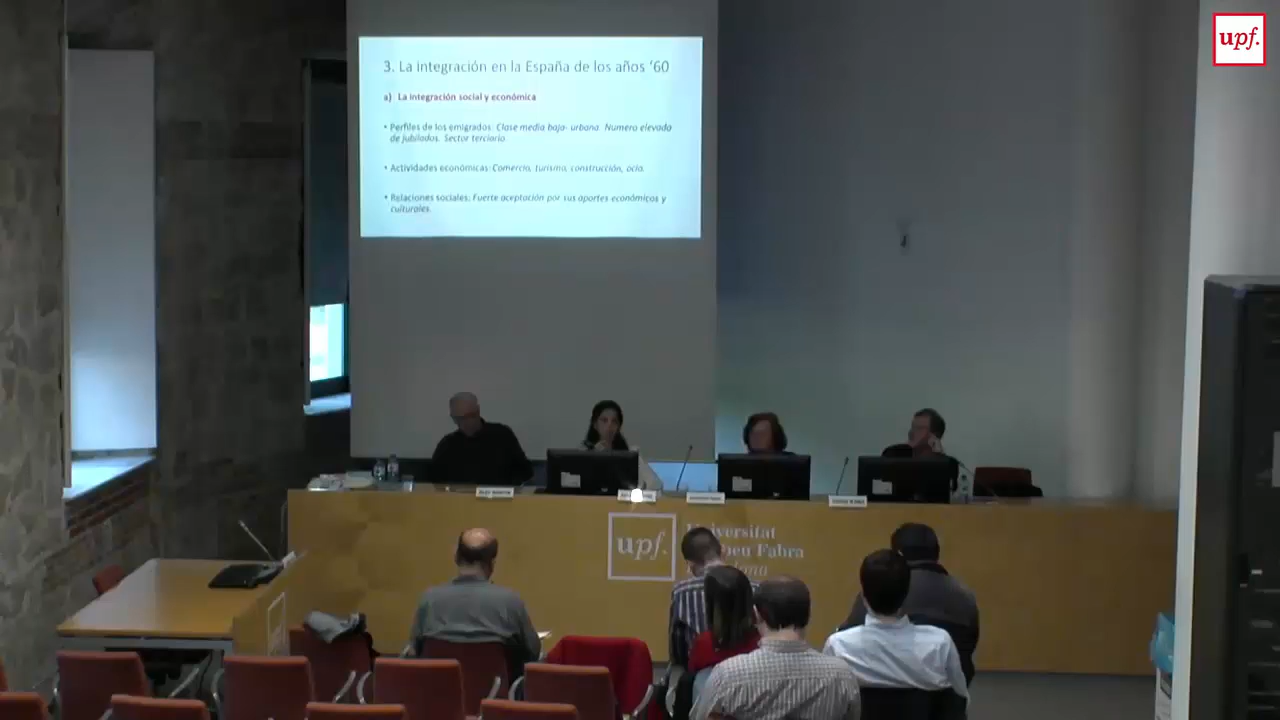 upf.
3. La integración en la España de los años '60
a) La integración social y económica
• Perfiles de los emigrados: Clase media baja- urbana. Numero elevado
de jubilados. Sector terciario.
• Actividades económicas: Comercio, turismo, construcción, ocio.
• Relaciones sociales: Fuerte aceptación por sus aportes económicos y
culturales.
upf.
Universitat
Fabra